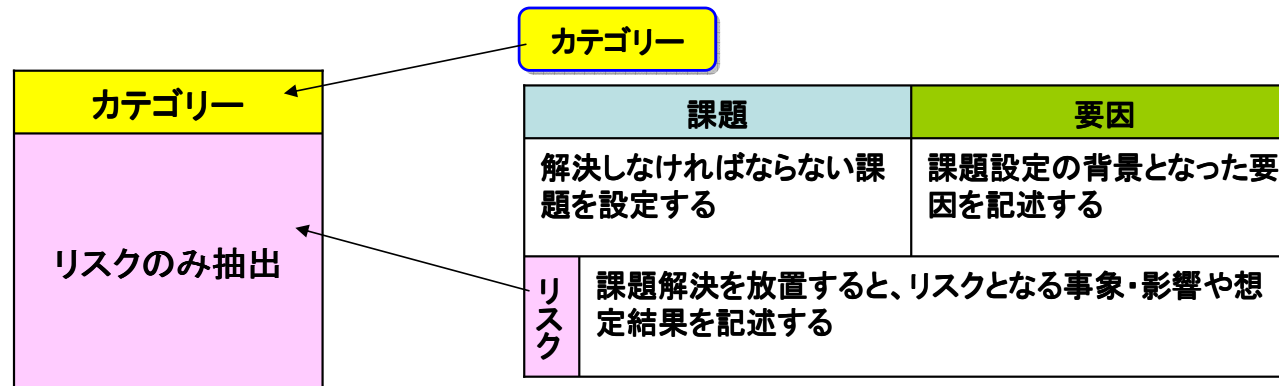 カテゴリー
カテゴリー
リスクのみ抽出
課題
要因
解決しなければならない課
題を設定する
課題設定の背景となった要
因を記述する
リスク
課題解決を放置すると、リスクとなる事象・影響や想
定結果を記述する